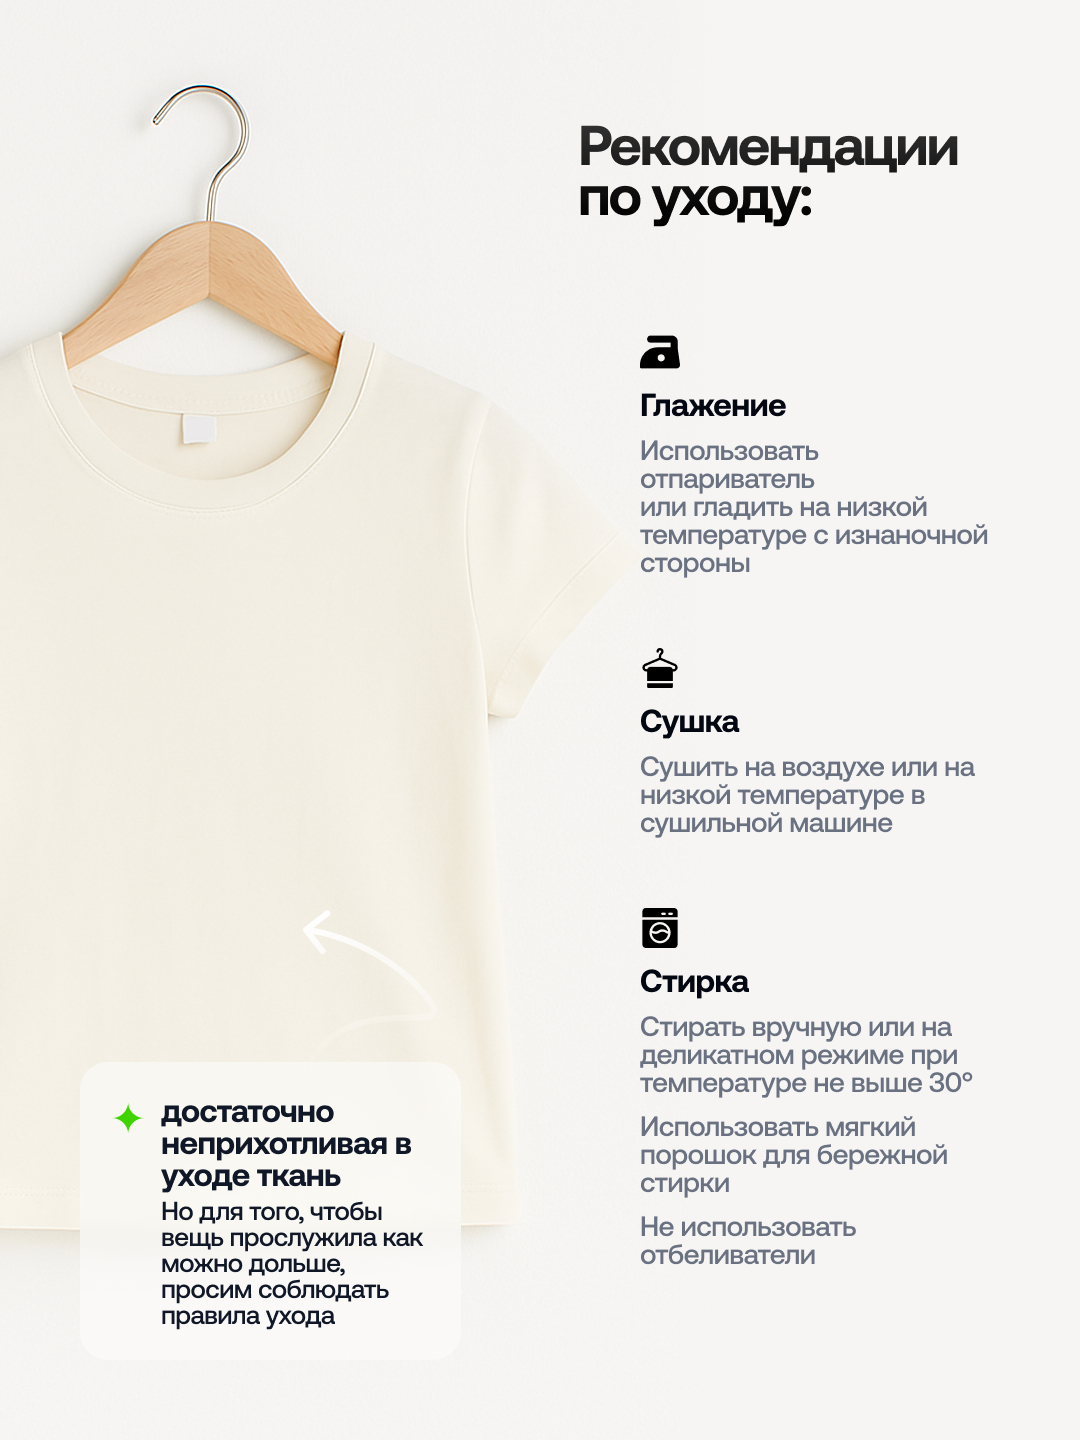 Рекомендации
по уходу:
Глажение
Использовать
отпариватель
или гладить на низкой
температуре с изнаночной
стороны
Сушка
Сушить на воздухе или на
низкой температуре в
сушильной машине
Стирка
Стирать вручную или на
деликатном режиме при
температуре не выше 30°
Использовать мягкий
порошок для бережной
стирки
Не использовать
отбеливатели
достаточно
неприхотливая в
уходе ткань
Но для того, чтобы
вещь прослужила как
можно дольше,
просим соблюдать
правила ухода